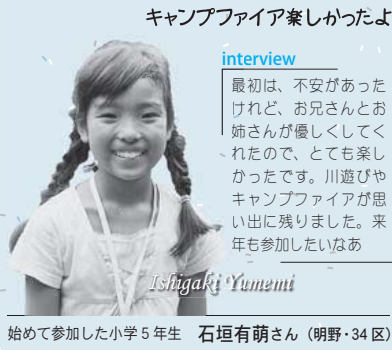 キャンプファイア楽しかったよ
interview
最初は、不安があった
けれど、お兄さんとお
姉さんが優しくしてく
れたので、とても楽し
かったです。川遊びや
キャンプファイアが思
い出に残りました。来
年も参加したいなあ
Ishigaki Yumemi
始めて参加した小学5年生 石垣有萌さん（明野・34区）